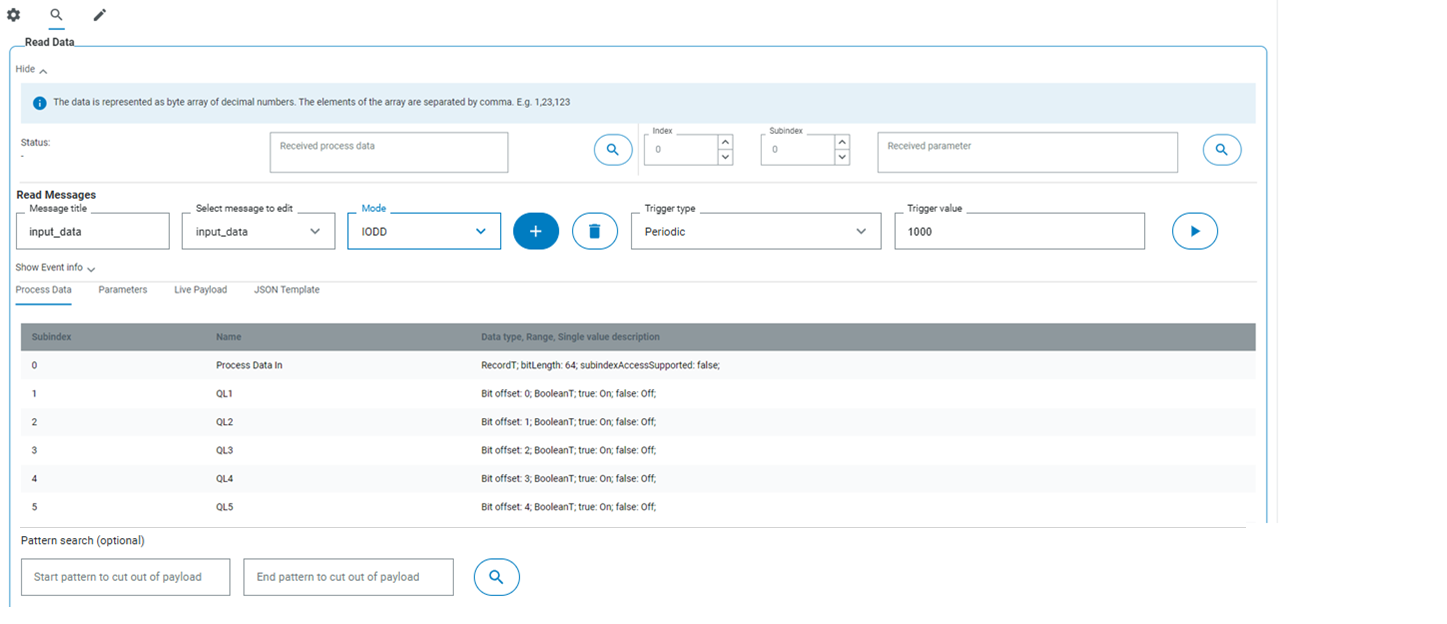 Read Data
Hide
The data is represented as byte array of decimal numbers. The elements of the array are separated by comma. E.g. 1,23,123
Status:
-
Received process data
Index
0
Subindex
0
Received parameter
Read Messages
Message title
input_data
Select message to edit
input_data
Mode
IODD
Trigger type
Periodic
Trigger value
1000
Show Event info
Process Data Parameters Live Payload JSON Template
Subindex Name Data type, Range, Single value description
0 Process Data In RecordT; bitLength: 64; subindexAccessSupported: false;
1 QL1 Bit offset: 0; BooleanT; true: On; false: Off;
2 QL2 Bit offset: 1; BooleanT; true: On; false: Off;
3 QL3 Bit offset: 2; BooleanT; true: On; false: Off;
4 QL4 Bit offset: 3; BooleanT; true: On; false: Off;
5 QL5 Bit offset: 4; BooleanT; true: On; false: Off;
Pattern search (optional)
Start pattern to cut out of payload
End pattern to cut out of payload